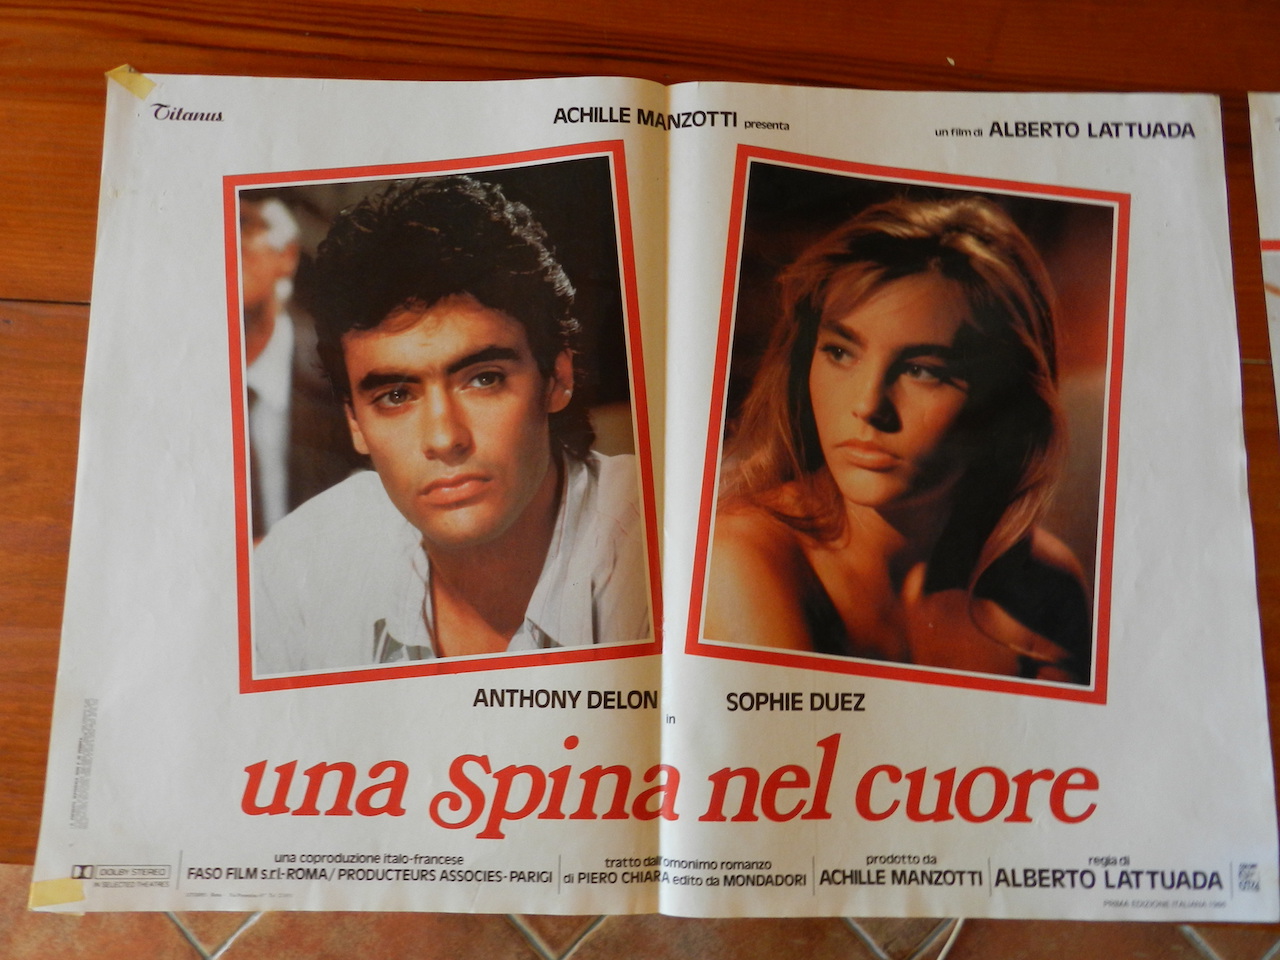 Titanus
ACHILLE MANZOTTI presenta
un film di ALBERTO LATTUADA
ANTHONY DELON
in
SOPHIE DUEZ
una spina nel cuore
DOLBY STEREO
IN SELECTED THEATRES
una coproduzione italo-francese
FASO FILM s.r.l-ROMA/PRODUCTEURS ASSOCIES-PARIGI
tratto dall'omonimo romanzo
di PIERO CHIARA edito da MONDADORI
prodotto da
ACHILLE MANZOTTI
regia di
ALBERTO LATTUADA
PRIMA EDIZIONE ITALIANA 1986